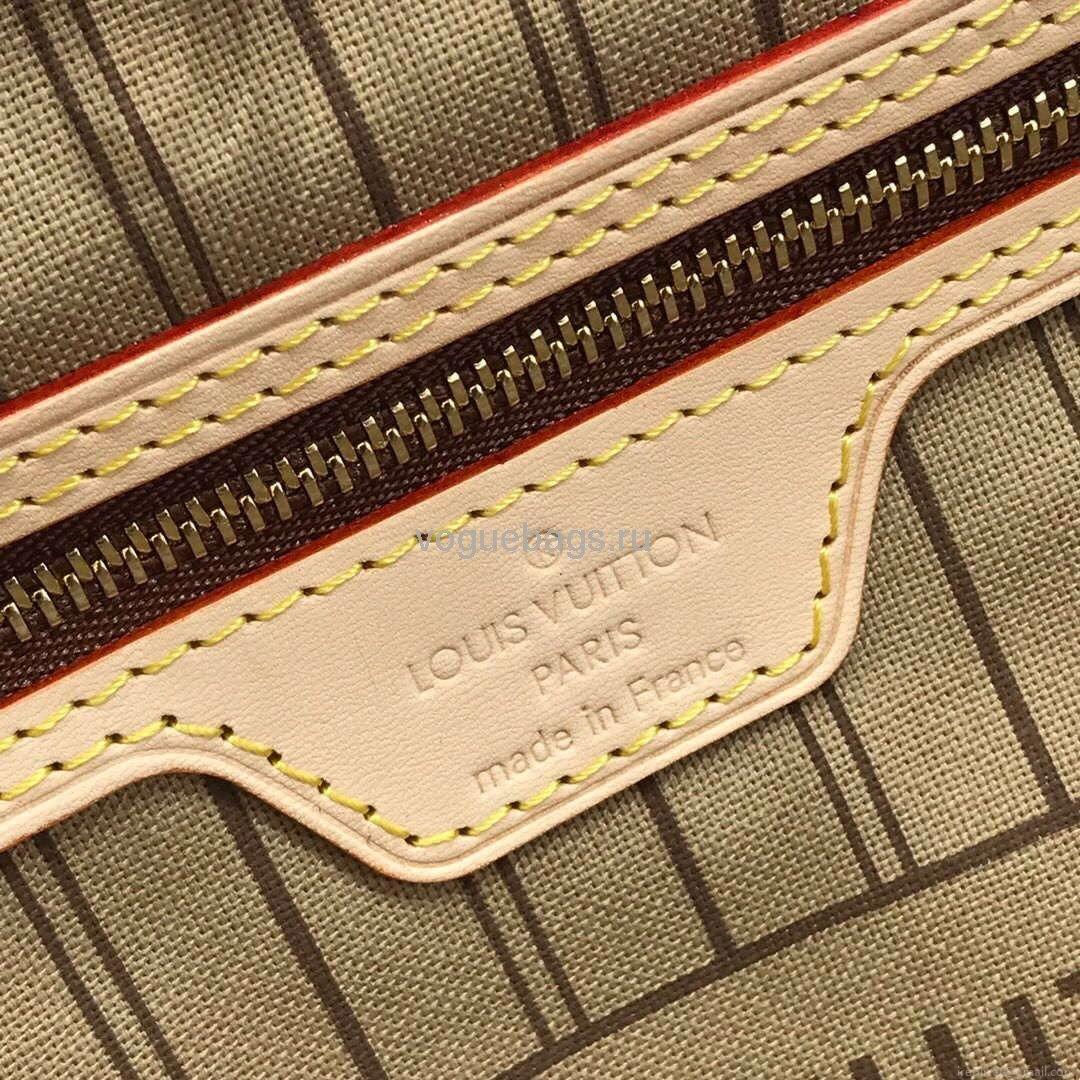 voguebags.ru
®
LOUIS VUITTON
PARIS
made in France